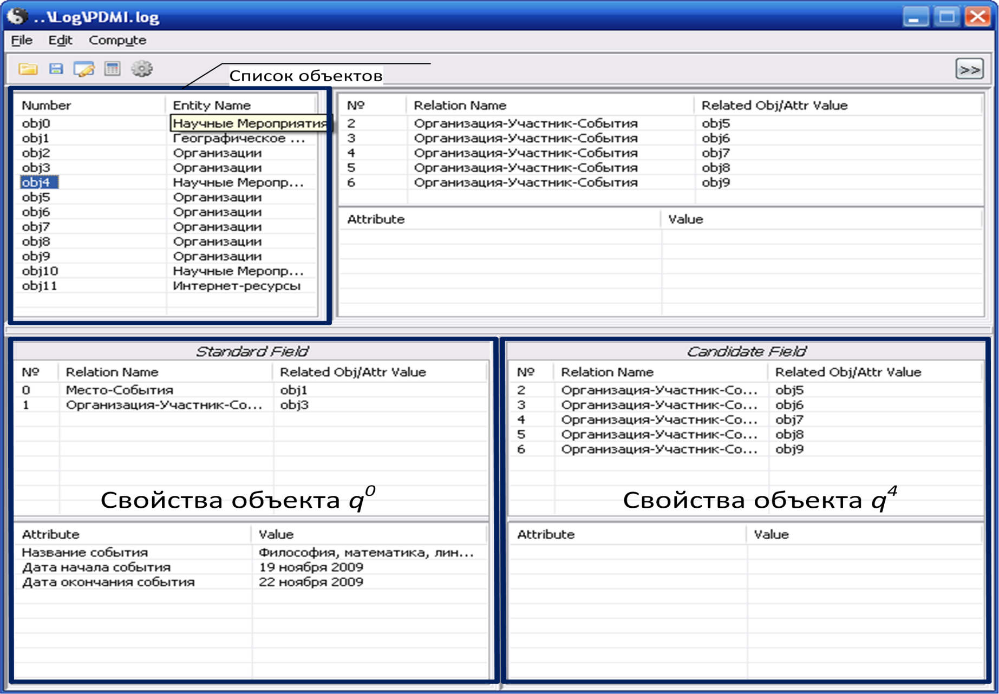 ..\Log\PDMI.log
File Edit Compute
Список объектов
>>
Number Entity Name
obj0 Научные Мероприятия
obj1 Географическое ...
obj2 Организации
obj3 Организации
obj4 Научные Меропр...
obj5 Организации
obj6 Организации
obj7 Организации
obj8 Организации
obj9 Организации
obj10 Научные Меропр...
obj11 Интернет-ресурсы
№ Relation Name Related Obj/Attr Value
2 Организация-Участник-События obj5
3 Организация-Участник-События obj6
4 Организация-Участник-События obj7
5 Организация-Участник-События obj8
6 Организация-Участник-События obj9
Attribute Value
Standard Field
№ Relation Name Related Obj/Attr Value
0 Место-События obj1
1 Организация-Участник-Со... obj3
Свойства объекта q⁰
Attribute Value
Название события Философия, математика, лин...
Дата начала события 19 ноября 2009
Дата окончания события 22 ноября 2009
Candidate Field
№ Relation Name Related Obj/Attr Value
2 Организация-Участник-Со... obj5
3 Организация-Участник-Со... obj6
4 Организация-Участник-Со... obj7
5 Организация-Участник-Со... obj8
6 Организация-Участник-Со... obj9
Свойства объекта q⁴
Attribute Value